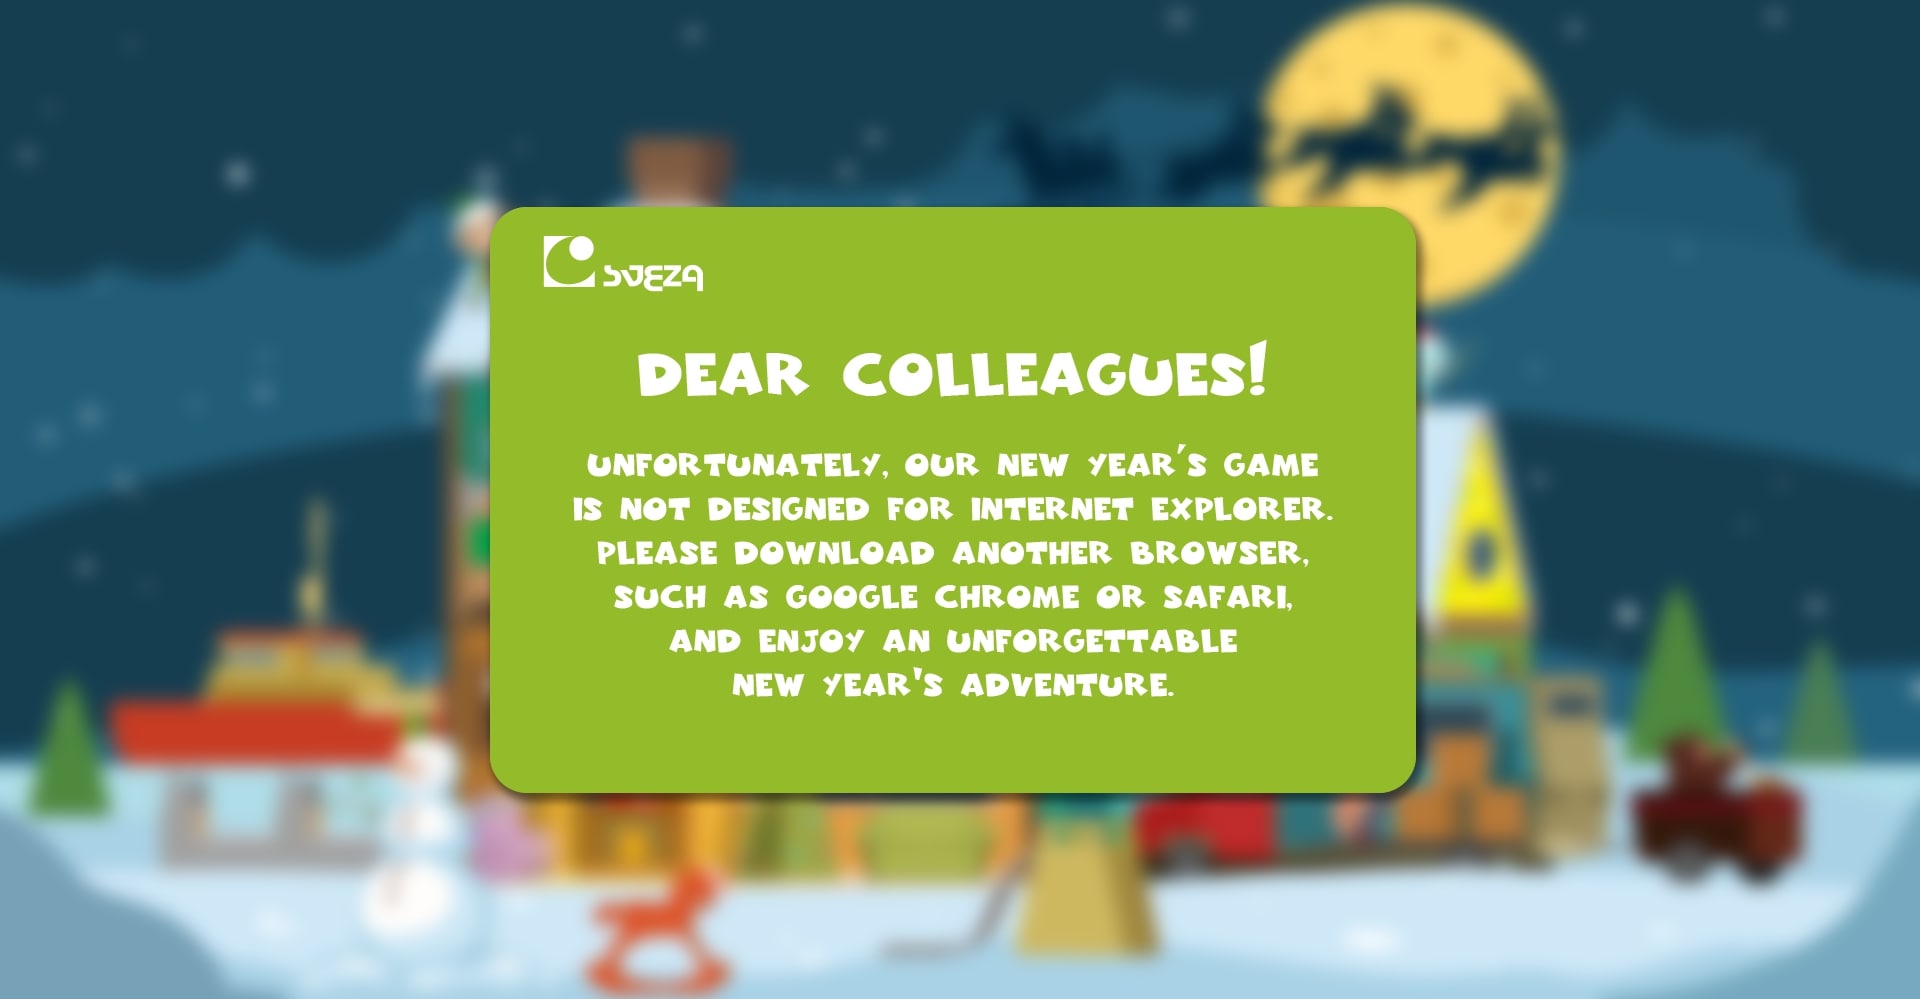 SVEZA
DEAR COLLEAGUES!
UNFORTUNATELY, OUR NEW YEAR'S GAME
IS NOT DESIGNED FOR INTERNET EXPLORER.
PLEASE DOWNLOAD ANOTHER BROWSER,
SUCH AS GOOGLE CHROME OR SAFARI,
AND ENJOY AN UNFORGETTABLE
NEW YEAR'S ADVENTURE.